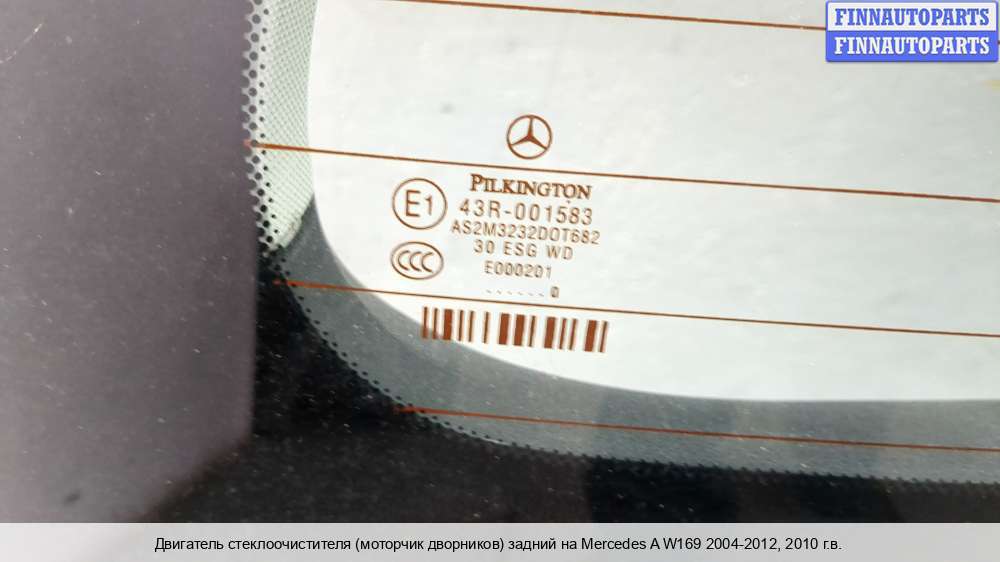 FINNAUTOPARTS
FINNAUTOPARTS
PILKINGTON
E1
43R-001583
AS2M3232DOT682
30 ESG WD
CCC
E000201
......0
Двигатель стеклоочистителя (моторчик дворников) задний на Mercedes A W169 2004-2012, 2010 г.в.